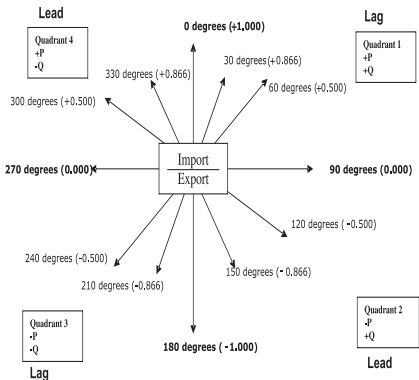 Lead
0 degrees (+1.000)
Lag
Quadrant 4
+P
-Q
Quadrant 1
+P
+Q
330 degrees (+0.866)
30 degrees (+0.866)
300 degrees (+0.500)
60 degrees (+0.500)
270 degrees (0.000)
Import
Export
90 degrees (0.000)
120 degrees (-0.500)
240 degrees (-0.500)
150 degrees (-0.866)
210 degrees (-0.866)
180 degrees (-1.000)
Quadrant 3
-P
-Q
Quadrant 2
-P
+Q
Lag
Lead